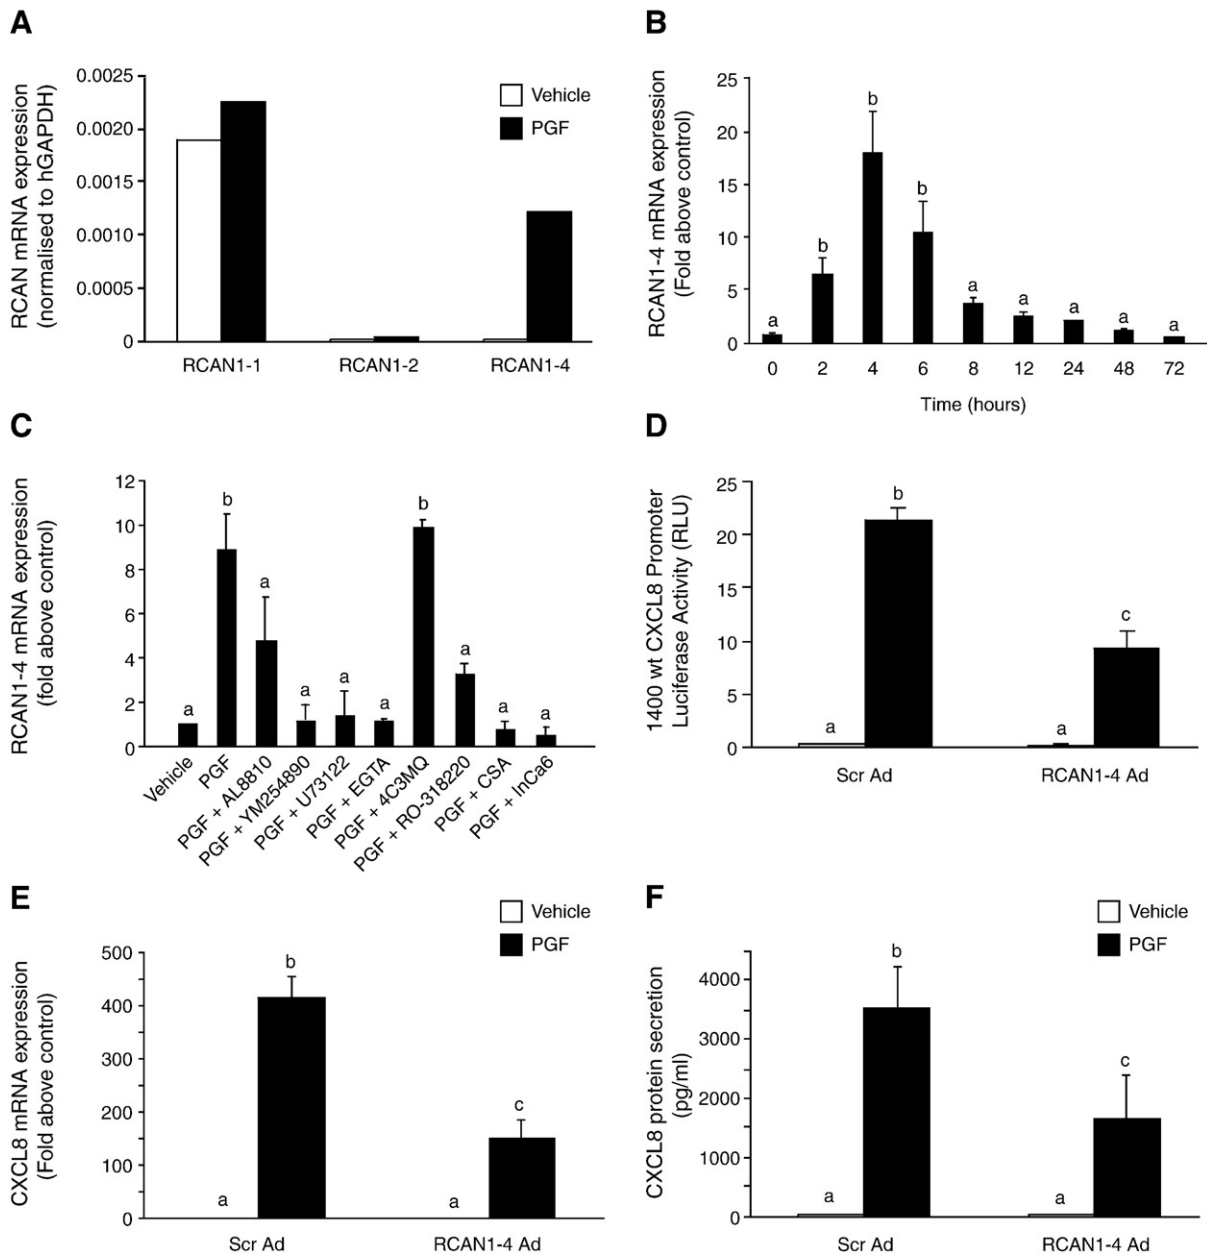 A
RCAN mRNA expression
(normalised to hGAPDH)
0.0025
0.0020
0.0015
0.0010
0.0005
0
Vehicle
PGF
RCAN1-1
RCAN1-2
RCAN1-4
B
RCAN1-4 mRNA expression
(Fold above control)
25
20
15
10
5
0
a
b
b
b
a
a
a
a
a
0 2 4 6 8 12 24 48 72
Time (hours)
C
RCAN1-4 mRNA expression
(fold above control)
12
10
8
6
4
2
0
a
b
a
a
a
a
b
a
a
a
Vehicle
PGF
PGF + AL8810
PGF + YM254890
PGF + U73122
PGF + EGTA
PGF + 4C3MQ
PGF + RO-318220
PGF + CSA
PGF + InCa6
D
1400 wt CXCL8 Promoter
Luciferase Activity (RLU)
25
20
15
10
5
0
a
b
a
c
Scr Ad
RCAN1-4 Ad
E
CXCL8 mRNA expression
(Fold above control)
500
400
300
200
100
0
Vehicle
PGF
a
b
a
c
Scr Ad
RCAN1-4 Ad
F
CXCL8 protein secretion
(pg/ml)
4000
3000
2000
1000
0
Vehicle
PGF
a
b
a
c
Scr Ad
RCAN1-4 Ad